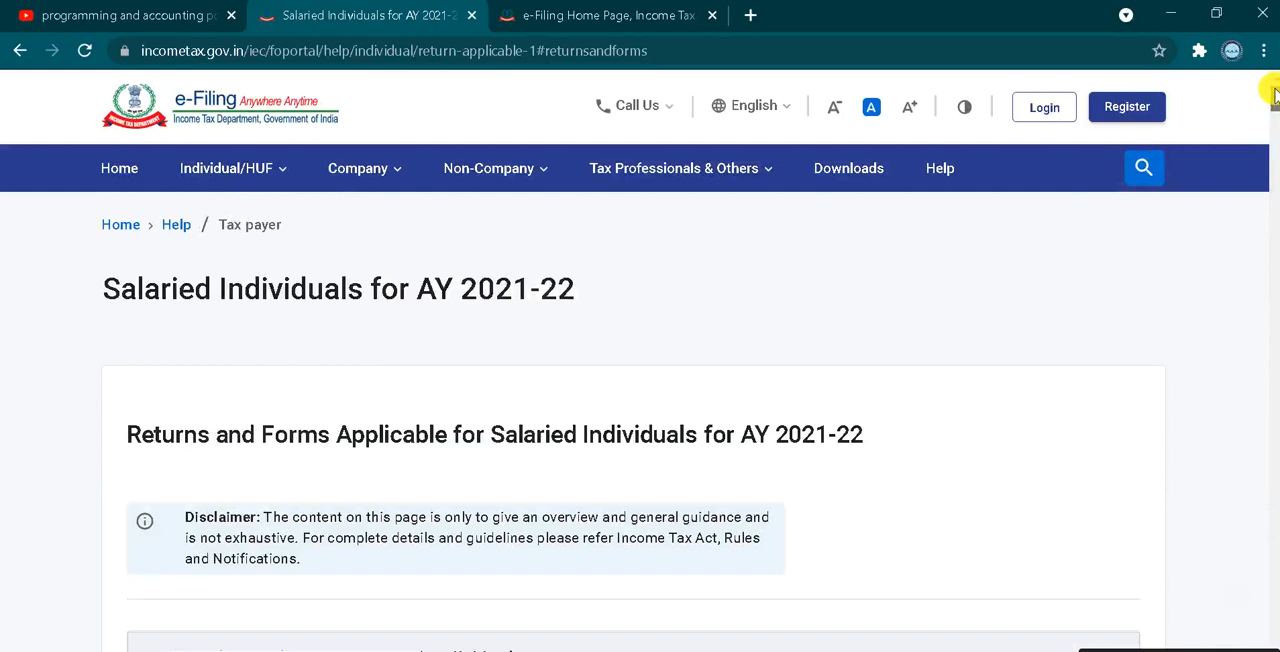 programming and accounting po
Salaried Individuals for AY 2021-2
e-Filing Home Page, Income Tax
incometax.gov.in/iec/foportal/help/individual/return-applicable-1#returnsandforms
e-Filing Anywhere Anytime
Income Tax Department, Government of India
Call Us
English
A-
A
A+
Login
Register
Home
Individual/HUF
Company
Non-Company
Tax Professionals & Others
Downloads
Help
Home > Help / Tax payer
Salaried Individuals for AY 2021-22
Returns and Forms Applicable for Salaried Individuals for AY 2021-22
Disclaimer: The content on this page is only to give an overview and general guidance and
is not exhaustive. For complete details and guidelines please refer Income Tax Act, Rules
and Notifications.